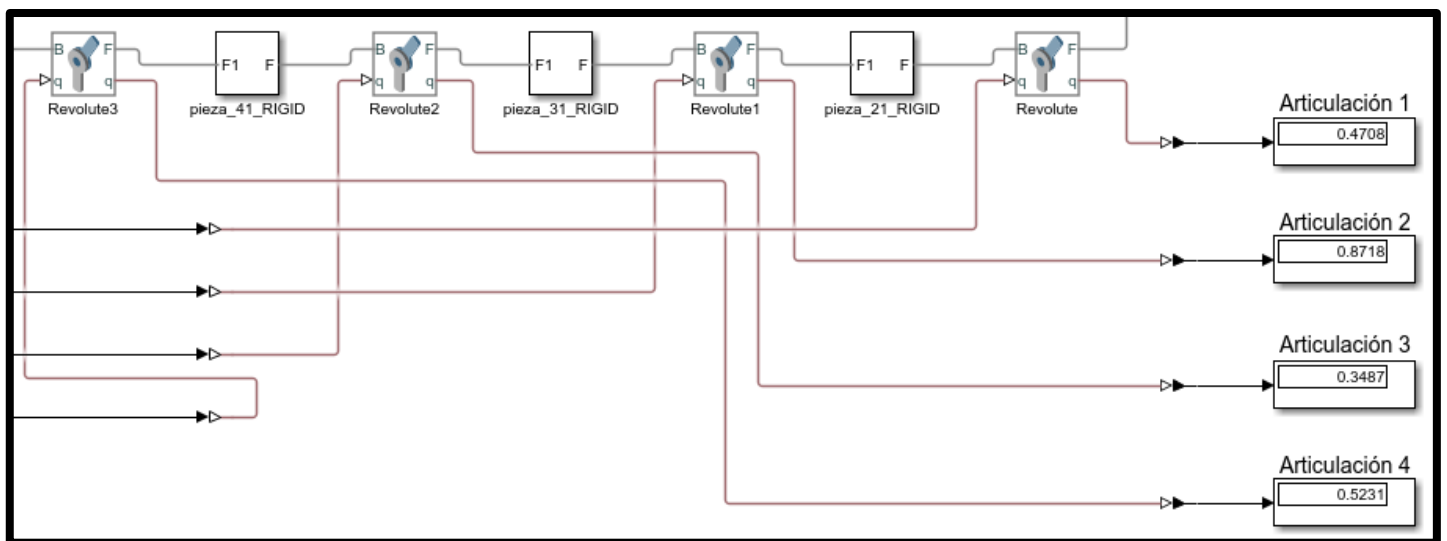 B F F1 F B F F1 F B F F1 F B F
q q q q q q q q
Revolute3 pieza_41_RIGID Revolute2 pieza_31_RIGID Revolute1 pieza_21_RIGID Revolute
Articulación 1
0.4708
Articulación 2
0.8718
Articulación 3
0.3487
Articulación 4
0.5231